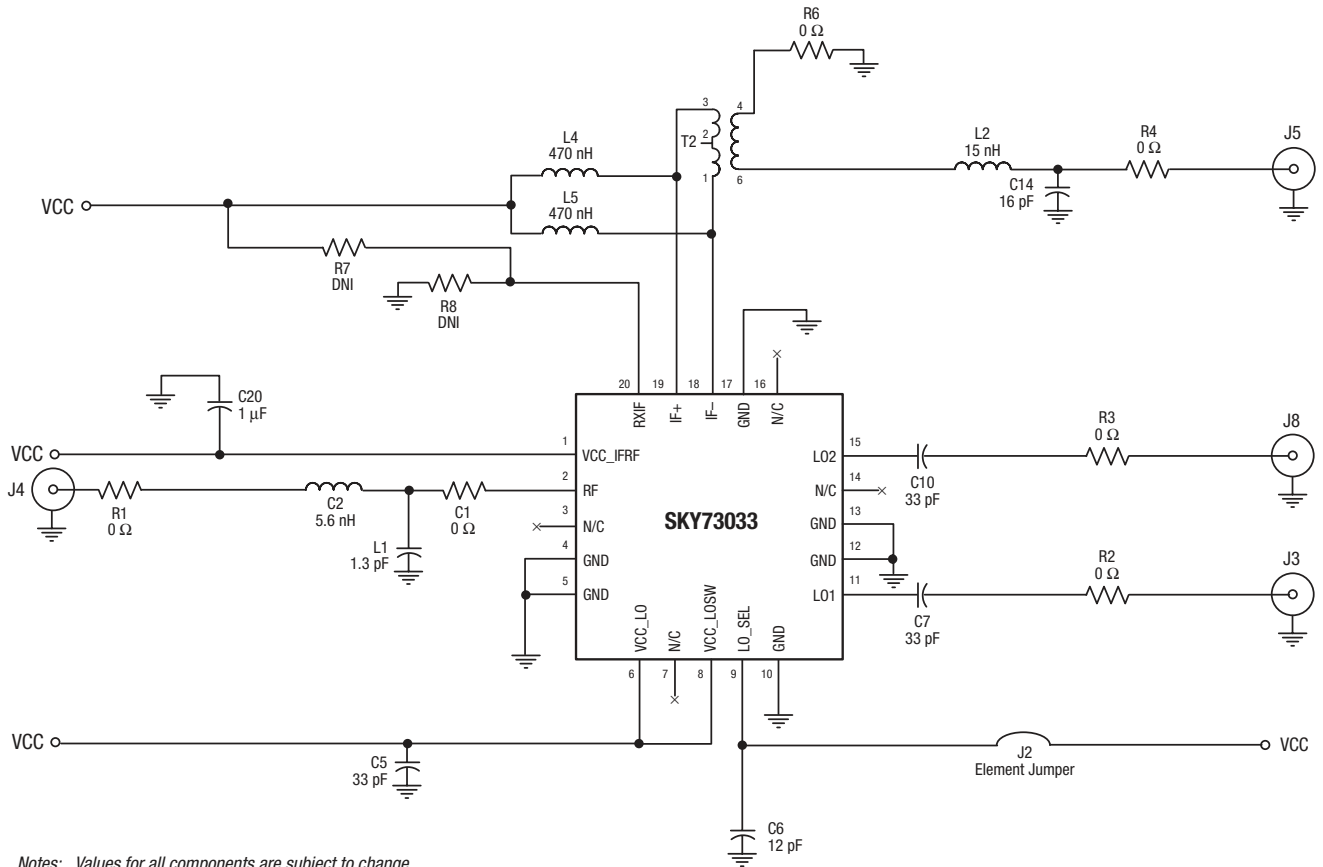 R6
0 Ω
3
4
T2
2
1
6
L4
470 nH
L5
470 nH
L2
15 nH
R4
0 Ω
J5
C14
16 pF
VCC
R7
DNI
R8
DNI
20
19
18
17
16
RXIF
IF+
IF–
GND
N/C
C20
1 μF
VCC
1
VCC_IFRF
J4
R1
0 Ω
C2
5.6 nH
L1
1.3 pF
C1
0 Ω
2
RF
3
N/C
4
GND
5
GND
SKY73033
15
LO2
14
N/C
13
GND
12
GND
11
LO1
C10
33 pF
R3
0 Ω
J8
C7
33 pF
R2
0 Ω
J3
VCC_LO
N/C
VCC_LOSW
LO_SEL
GND
6
7
8
9
10
VCC
C5
33 pF
J2
Element Jumper
VCC
C6
12 pF
Notes: Values for all components are subject to change